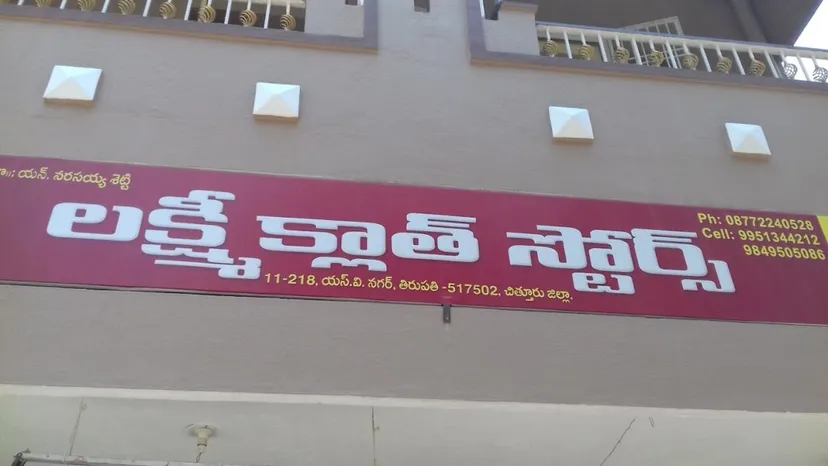 యన్. నరసయ్య శెట్టి
లక్ష్మీ క్లాత్ స్టోర్స్
Ph: 08772240528
Cell: 9951344212
9849505086
11-218, యస్.వి. నగర్, తిరుపతి -517502, చిత్తూరు జిల్లా,